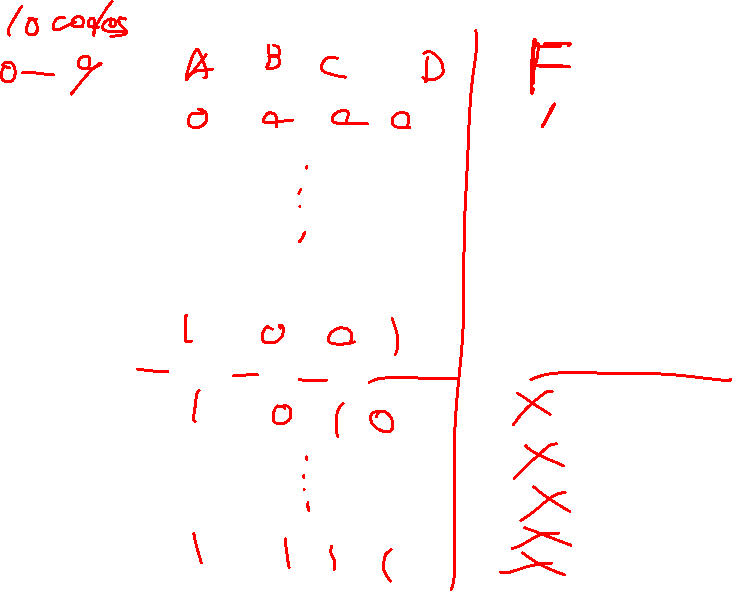 10 codes
0 — 9 A B C D F
0 0 0 0 1
1 0 0 1
1 0 1 0 X
X
X
X
1 1 1 1 X